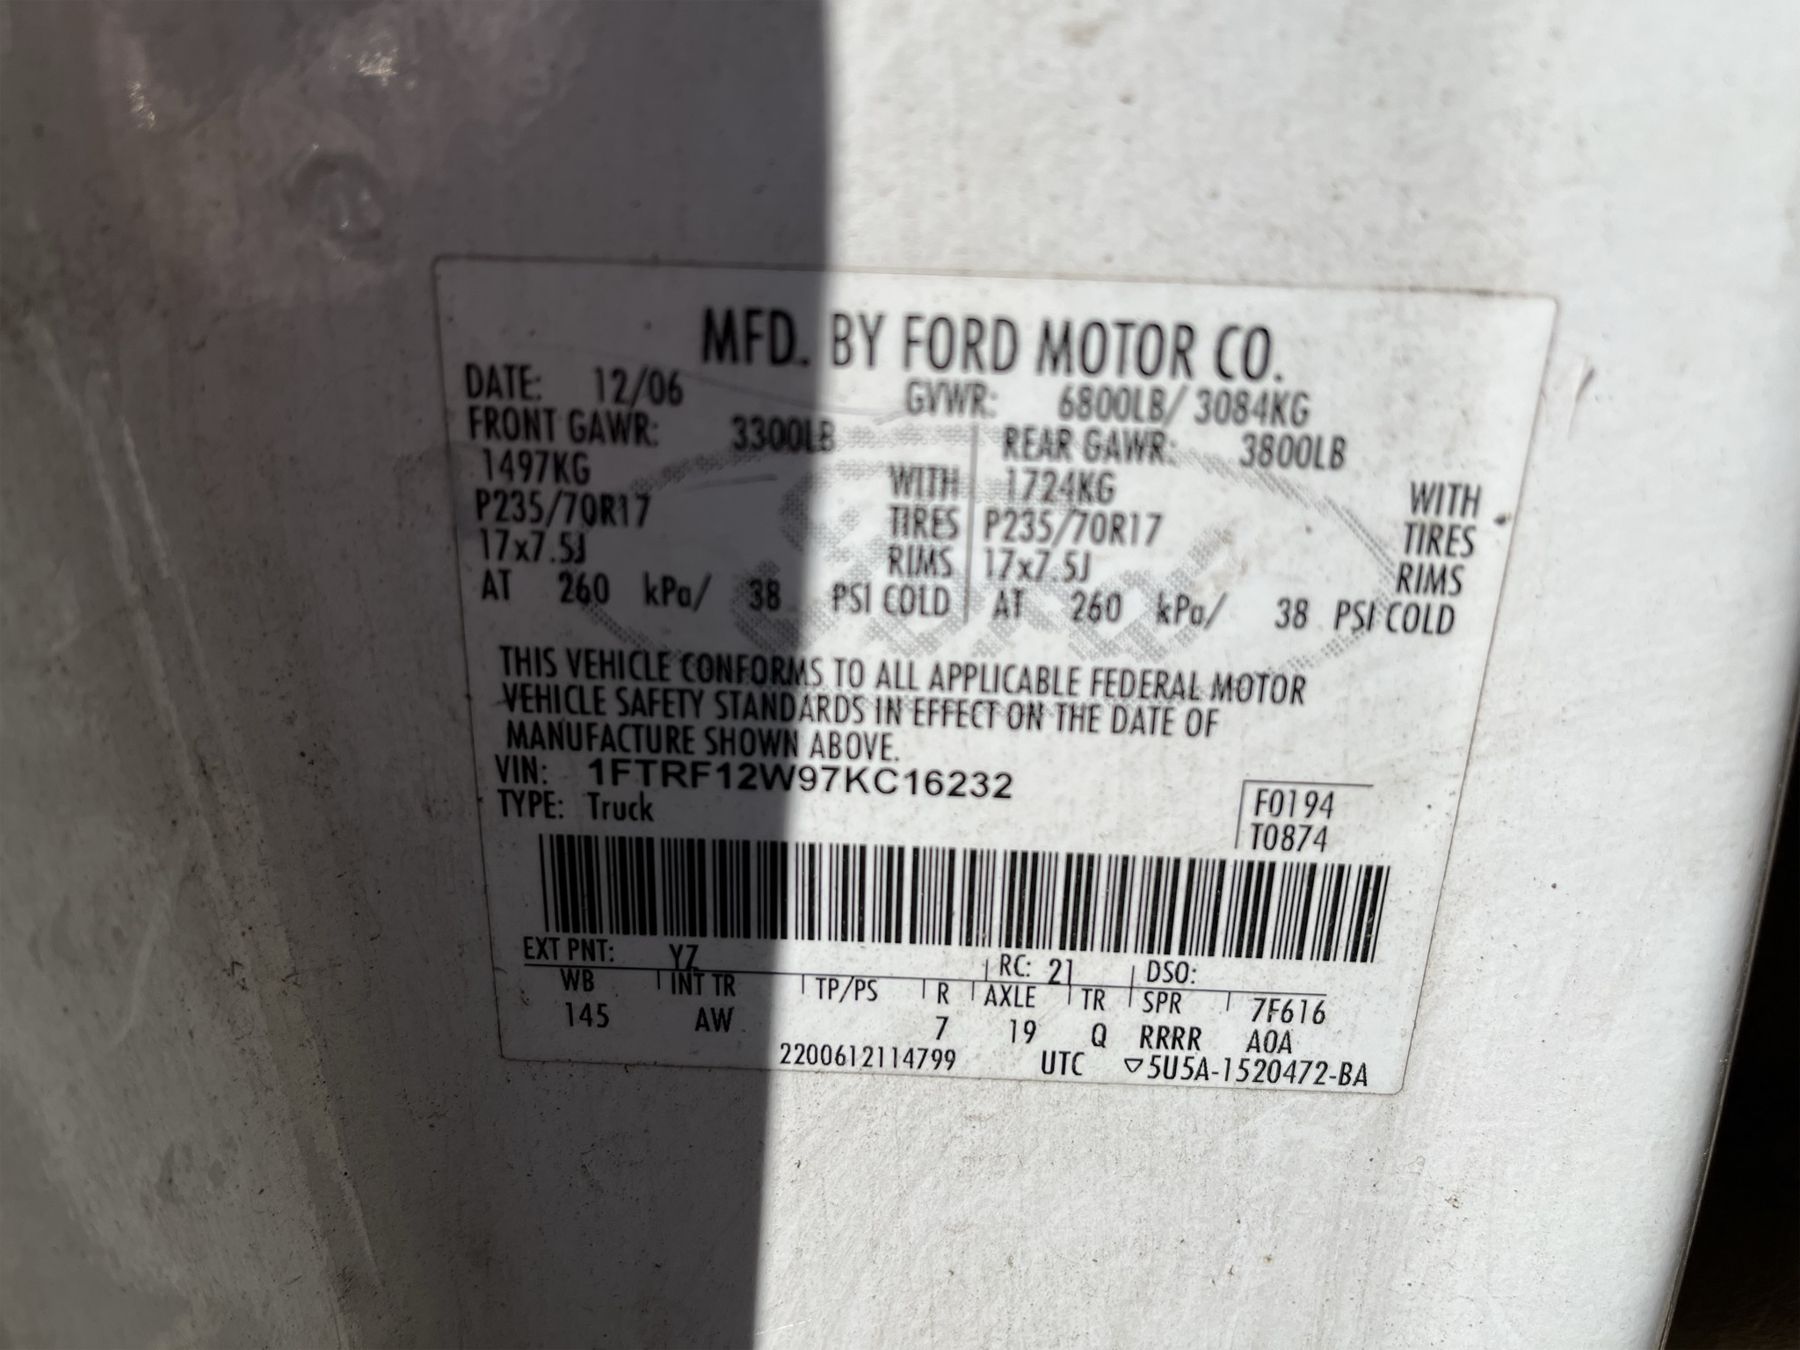 MFD. BY FORD MOTOR CO.
DATE: 12/06 GVWR: 6800LB/ 3084KG
FRONT GAWR: 3300LB REAR GAWR: 3800LB
1497KG WITH 1724KG WITH
P235/70R17 TIRES P235/70R17 TIRES
17x7.5J RIMS 17x7.5J RIMS
AT 260 kPa/ 38 PSI COLD AT 260 kPa/ 38 PSI COLD
THIS VEHICLE CONFORMS TO ALL APPLICABLE FEDERAL MOTOR
VEHICLE SAFETY STANDARDS IN EFFECT ON THE DATE OF
MANUFACTURE SHOWN ABOVE.
VIN: 1FTRF12W97KC16232
TYPE: Truck F0194
T0874
EXT PNT: YZ RC: 21 DSO:
WB INT TR TP/PS R AXLE TR SPR 7F616
145 AW 7 19 Q RRRR AOA
2200612114799 UTC ▽5U5A-1520472-BA